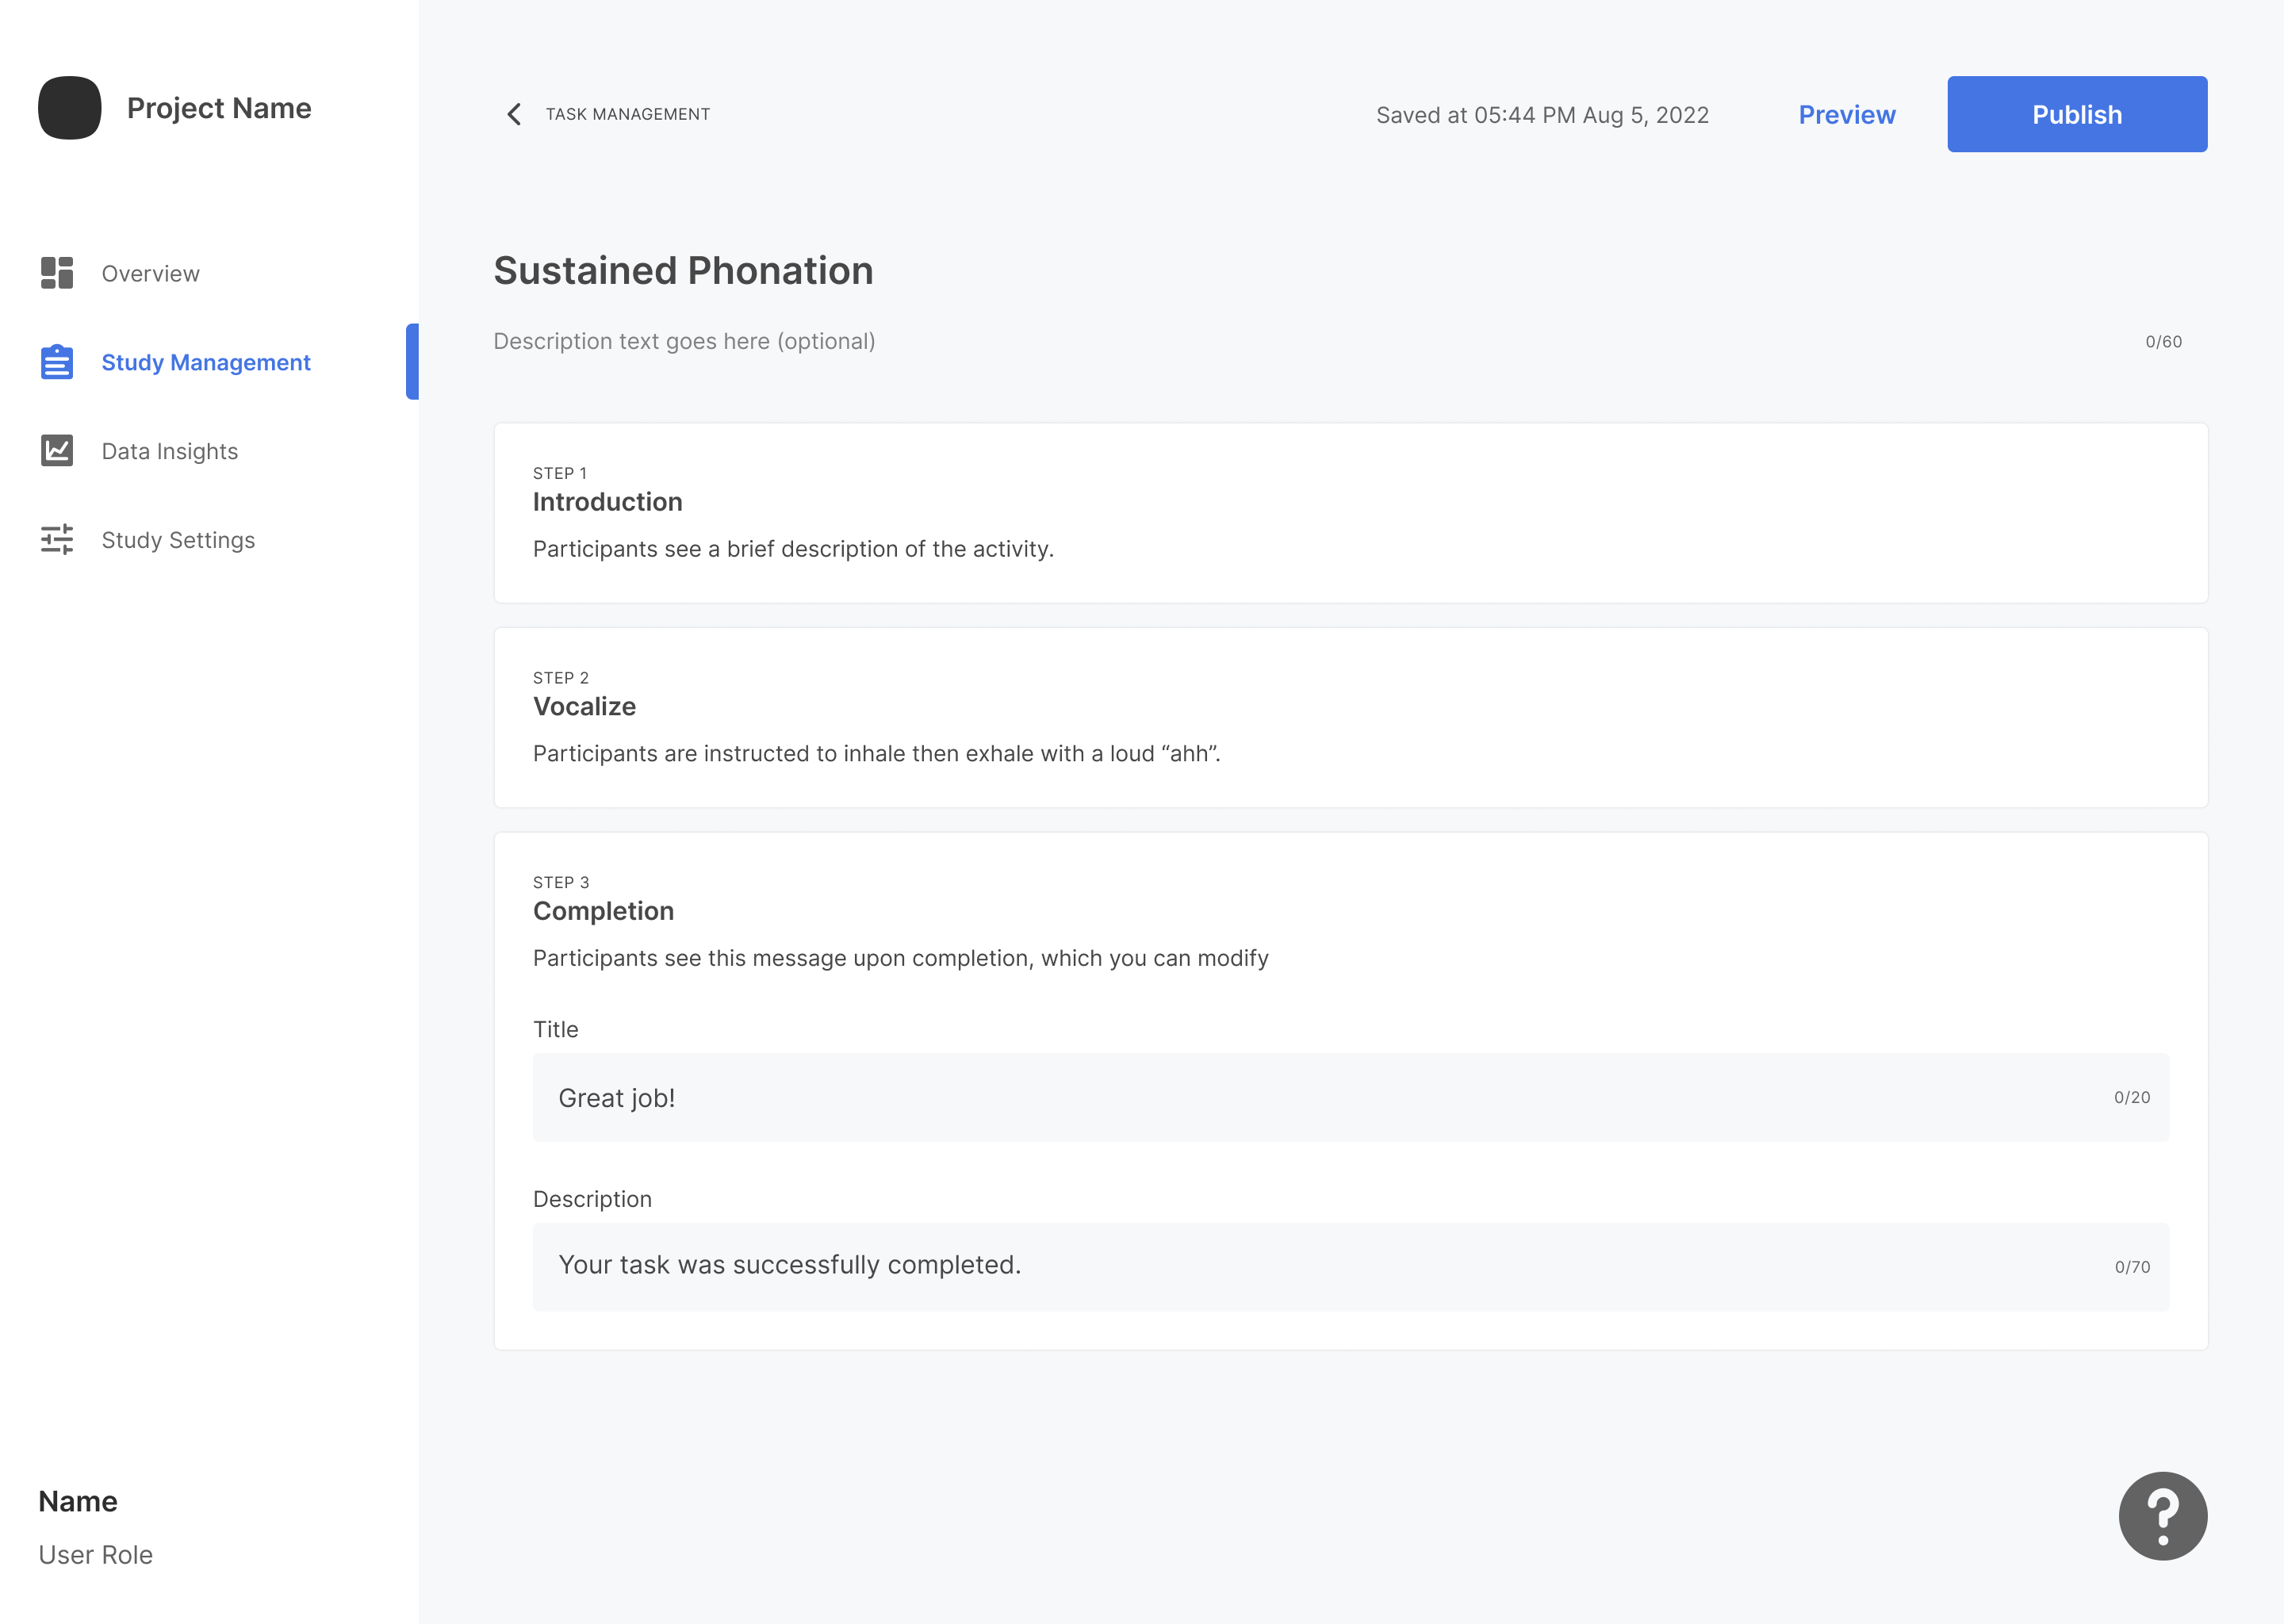 Project Name
Overview
Study Management
Data Insights
Study Settings
Name
User Role
TASK MANAGEMENT
Saved at 05:44 PM Aug 5, 2022
Preview
Publish
Sustained Phonation
Description text goes here (optional)
0/60
STEP 1
Introduction
Participants see a brief description of the activity.
STEP 2
Vocalize
Participants are instructed to inhale then exhale with a loud “ahh”.
STEP 3
Completion
Participants see this message upon completion, which you can modify
Title
Great job!
0/20
Description
Your task was successfully completed.
0/70
?